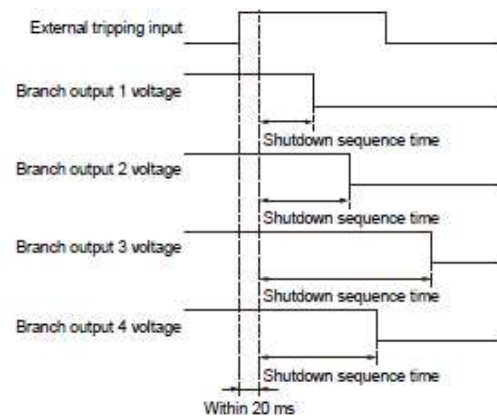 External tripping input
Branch output 1 voltage
Shutdown sequence time
Branch output 2 voltage
Shutdown sequence time
Branch output 3 voltage
Shutdown sequence time
Branch output 4 voltage
Shutdown sequence time
Within 20 ms